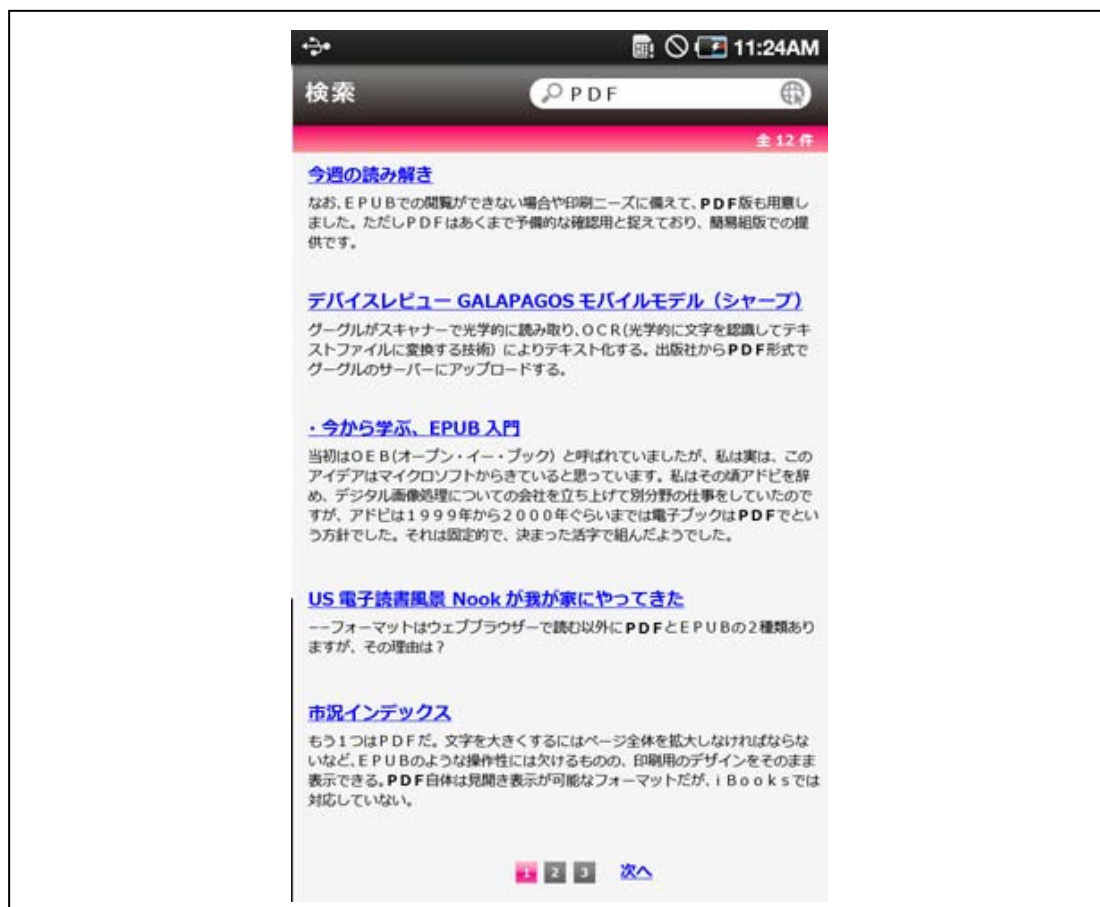 11:24AM
検索
ＰＤＦ
全 12 件
今週の読み解き
なお、ＥＰＵＢでの閲覧ができない場合や印刷ニーズに備えて、ＰＤＦ版も用意し
ました。ただしＰＤＦはあくまで予備的な確認用と捉えており、簡易組版での提
供です。
デバイスレビュー GALAPAGOS モバイルモデル（シャープ）
グーグルがスキャナーで光学的に読み取り、ＯＣＲ(光学的に文字を認識してテキ
ストファイルに変換する技術）によりテキスト化する。出版社からＰＤＦ形式で
グーグルのサーバーにアップロードする。
・今から学ぶ、EPUB 入門
当初はＯＥＢ(オープン・イー・ブック）と呼ばれていましたが、私は実は、この
アイデアはマイクロソフトからきていると思っています。私はその頃アドビを辞
め、デジタル画像処理についての会社を立ち上げて別分野の仕事をしていたので
すが、アドビは１９９９年から２０００年ぐらいまでは電子ブックはＰＤＦでとい
う方針でした。それは固定的で、決まった活字で組んだようでした。
US 電子読書風景 Nook が我が家にやってきた
−−フォーマットはウェブブラウザーで読む以外にＰＤＦとＥＰＵＢの２種類あり
ますが、その理由は？
市況インデックス
もう１つはＰＤＦだ。文字を大きくするにはページ全体を拡大しなければならな
いなど、ＥＰＵＢのような操作性には欠けるものの、印刷用のデザインをそのまま
表示できる。ＰＤＦ自体は見開き表示が可能なフォーマットだが、ｉＢｏｏｋｓでは
対応していない。
1 2 3 次へ